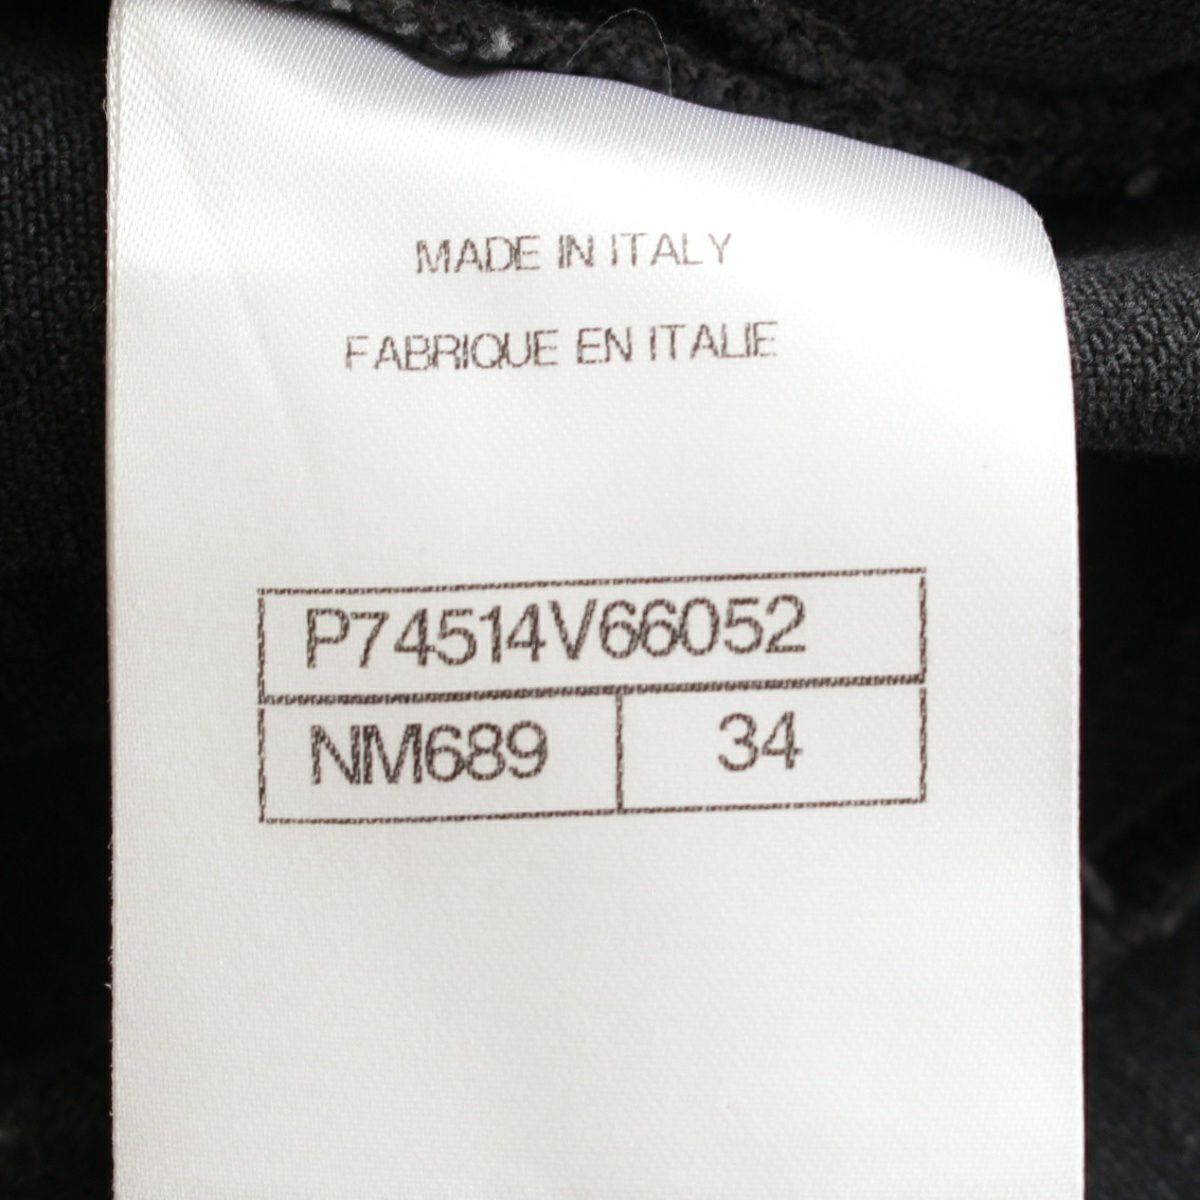 MADE IN ITALY
FABRIQUE EN ITALIE
P74514V66052
NM689 34